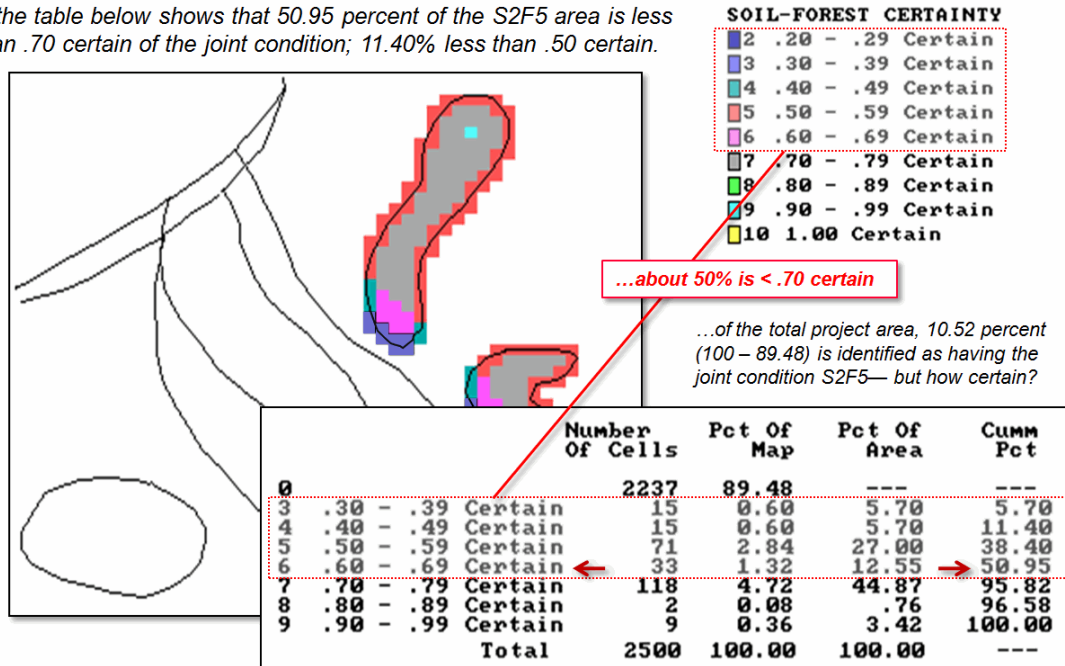 the table below shows that 50.95 percent of the S2F5 area is less
an .70 certain of the joint condition; 11.40% less than .50 certain.
SOIL-FOREST CERTAINTY
2 .20 - .29 Certain
3 .30 - .39 Certain
4 .40 - .49 Certain
5 .50 - .59 Certain
6 .60 - .69 Certain
7 .70 - .79 Certain
8 .80 - .89 Certain
9 .90 - .99 Certain
10 1.00 Certain
...about 50% is < .70 certain
...of the total project area, 10.52 percent
(100 – 89.48) is identified as having the
joint condition S2F5— but how certain?
Number Pct Of Pct Of Cumm
Of Cells Map Area Pct
0 2237 89.48 --- ---
3 .30 - .39 Certain 15 0.60 5.70 5.70
4 .40 - .49 Certain 15 0.60 5.70 11.40
5 .50 - .59 Certain 71 2.84 27.00 38.40
6 .60 - .69 Certain 33 1.32 12.55 50.95
7 .70 - .79 Certain 118 4.72 44.87 95.82
8 .80 - .89 Certain 2 0.08 .76 96.58
9 .90 - .99 Certain 9 0.36 3.42 100.00
Total 2500 100.00 100.00 ---